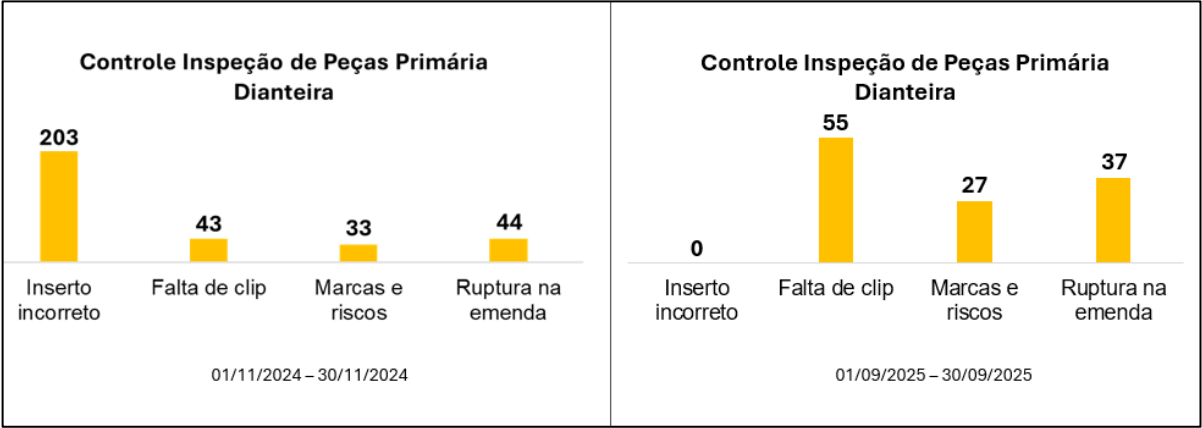 Controle Inspeção de Peças Primária
Dianteira
203
43
33
44
Inserto
incorreto
Falta de clip
Marcas e
riscos
Ruptura na
emenda
01/11/2024 – 30/11/2024
Controle Inspeção de Peças Primária
Dianteira
0
55
27
37
Inserto
incorreto
Falta de clip
Marcas e
riscos
Ruptura na
emenda
01/09/2025 – 30/09/2025